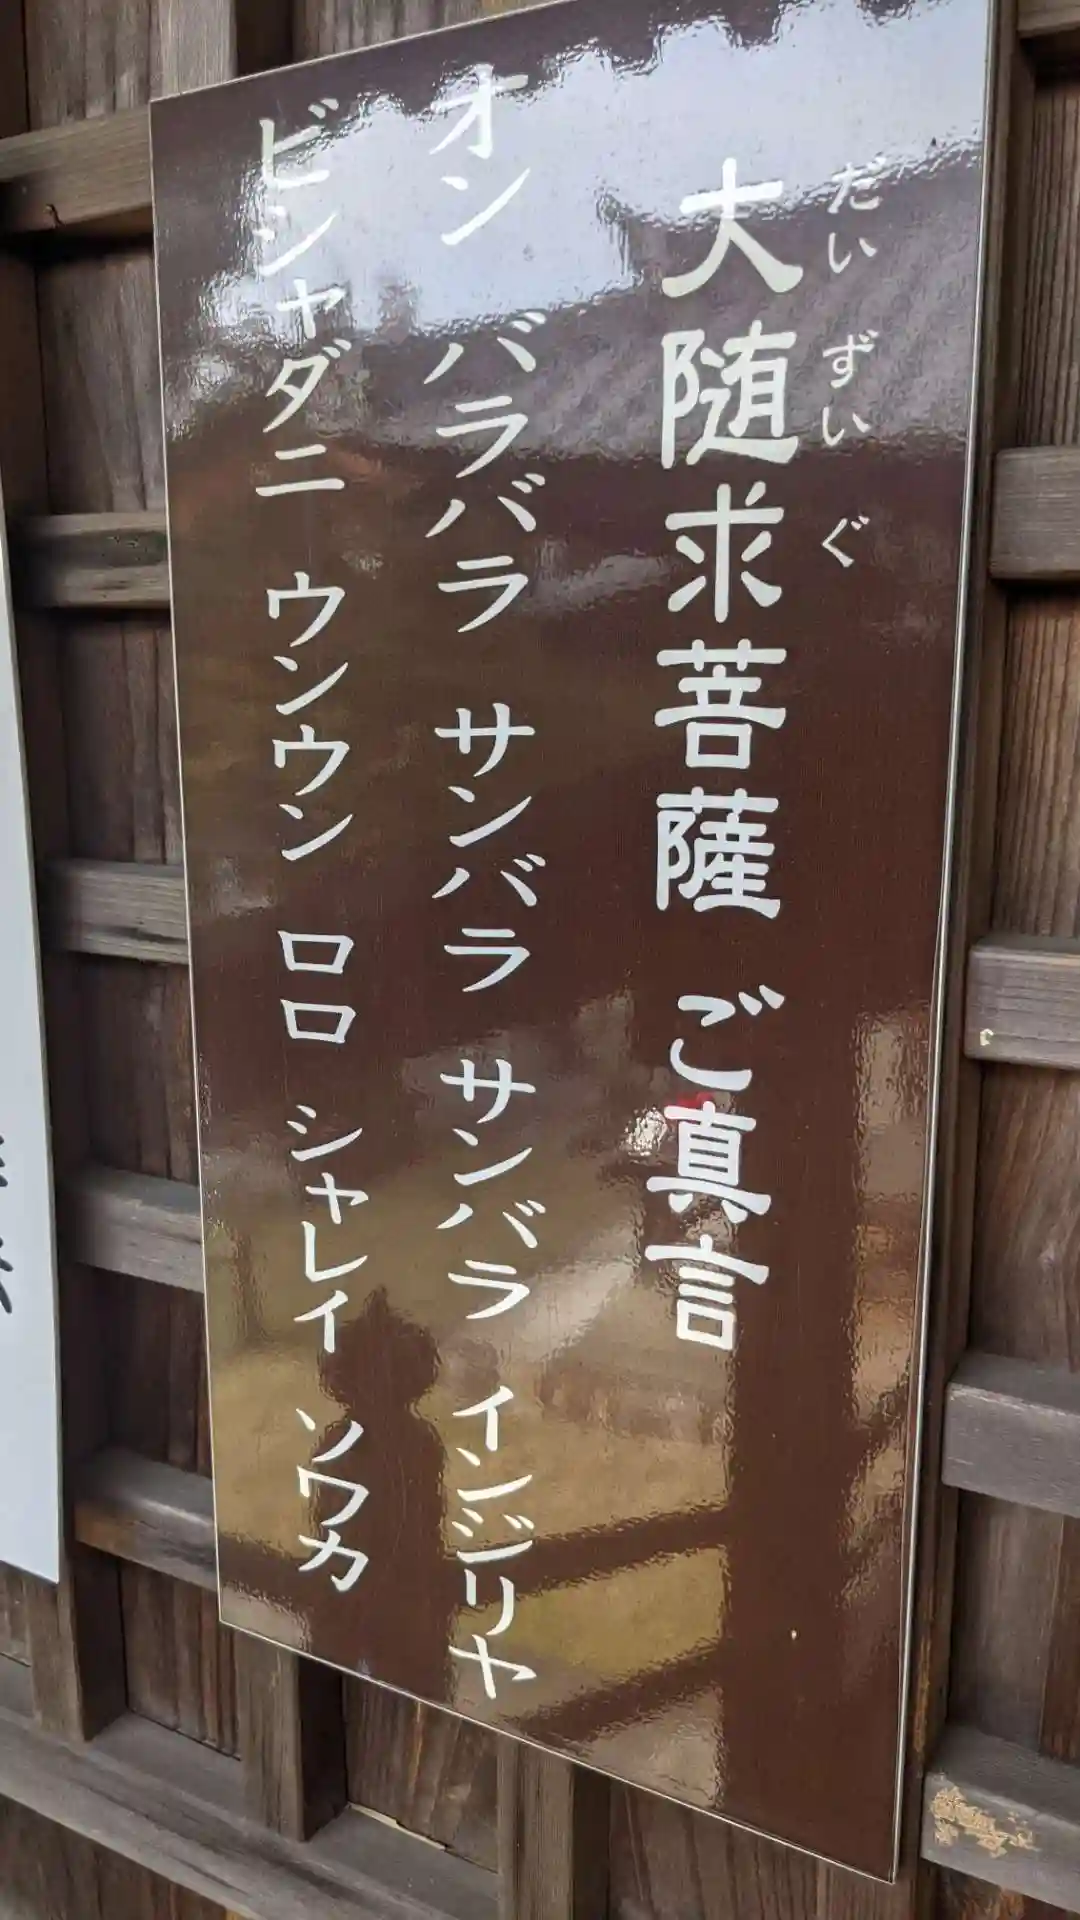 だいずいぐ
大随求菩薩 ご真言
オン バラバラ サンバラ サンバラ インジリヤ
ビシャダニ ウンウン ロロ シャレイ ソワカ